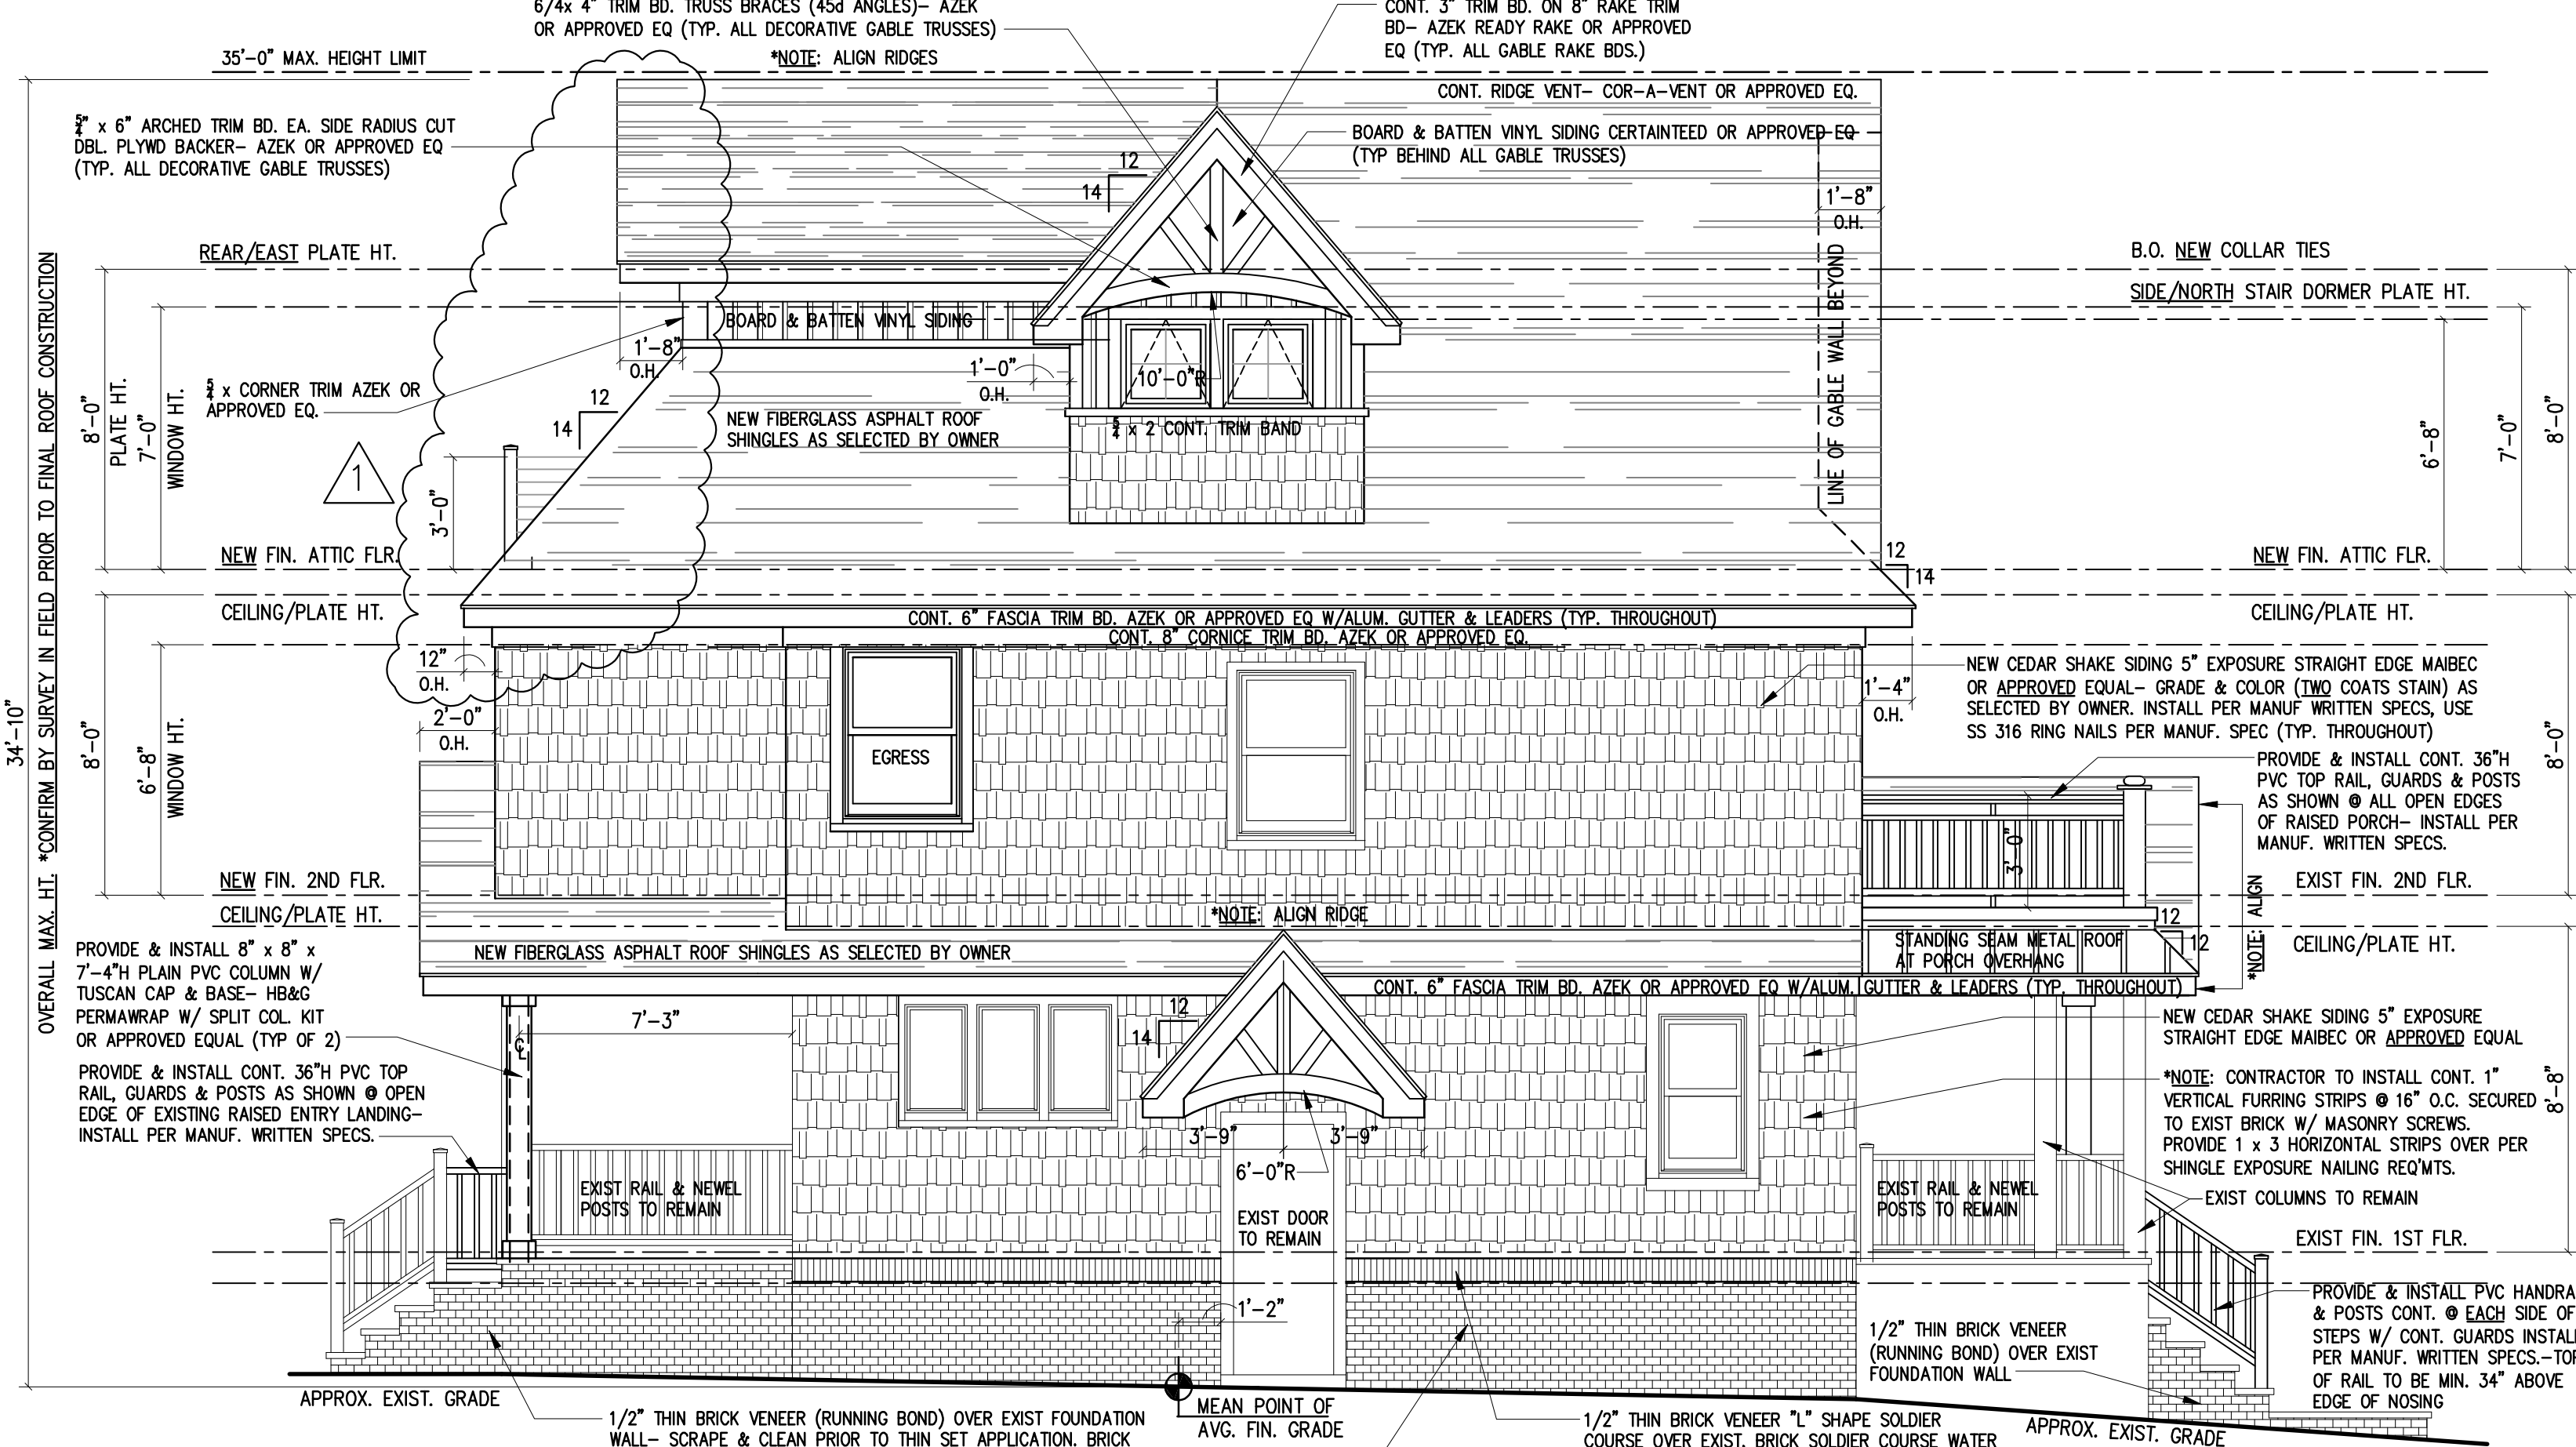 6/4x 4" TRIM BD. TRUSS BRACES (45d ANGLES)- AZEK
OR APPROVED EQ (TYP. ALL DECORATIVE GABLE TRUSSES)
CONT. 3" TRIM BD. ON 8" RAKE TRIM
BD- AZEK READY RAKE OR APPROVED
EQ (TYP. ALL GABLE RAKE BDS.)
35'-0" MAX. HEIGHT LIMIT
*NOTE: ALIGN RIDGES
CONT. RIDGE VENT- COR-A-VENT OR APPROVED EQ.
5/4" x 6" ARCHED TRIM BD. EA. SIDE RADIUS CUT
DBL. PLYWD BACKER- AZEK OR APPROVED EQ
(TYP. ALL DECORATIVE GABLE TRUSSES)
BOARD & BATTEN VINYL SIDING CERTAINTEED OR APPROVED EQ
(TYP BEHIND ALL GABLE TRUSSES)
12
14
1'-8"
O.H.
REAR/EAST PLATE HT.
B.O. NEW COLLAR TIES
SIDE/NORTH STAIR DORMER PLATE HT.
LINE OF GABLE WALL BEYOND
BOARD & BATTEN VINYL SIDING
1'-8"
O.H.
1'-0"
O.H.
10'-0"R
5/4 x CORNER TRIM AZEK OR
APPROVED EQ.
12
14
NEW FIBERGLASS ASPHALT ROOF
SHINGLES AS SELECTED BY OWNER
5/4 x 2 CONT. TRIM BAND
8'-0"
PLATE HT.
7'-0"
WINDOW HT.
1
3'-0"
6'-8"
7'-0"
8'-0"
NEW FIN. ATTIC FLR.
NEW FIN. ATTIC FLR.
12
14
CEILING/PLATE HT.
CEILING/PLATE HT.
CONT. 6" FASCIA TRIM BD. AZEK OR APPROVED EQ W/ALUM. GUTTER & LEADERS (TYP. THROUGHOUT)
CONT. 8" CORNICE TRIM BD. AZEK OR APPROVED EQ.
12"
O.H.
2'-0"
O.H.
EGRESS
1'-4"
O.H.
NEW CEDAR SHAKE SIDING 5" EXPOSURE STRAIGHT EDGE MAIBEC
OR APPROVED EQUAL- GRADE & COLOR (TWO COATS STAIN) AS
SELECTED BY OWNER. INSTALL PER MANUF WRITTEN SPECS, USE
SS 316 RING NAILS PER MANUF. SPEC (TYP. THROUGHOUT)
PROVIDE & INSTALL CONT. 36"H
PVC TOP RAIL, GUARDS & POSTS
AS SHOWN @ ALL OPEN EDGES
OF RAISED PORCH- INSTALL PER
MANUF. WRITTEN SPECS.
34'-10"
OVERALL MAX. HT. *CONFIRM BY SURVEY IN FIELD PRIOR TO FINAL ROOF CONSTRUCTION
8'-0"
6'-8"
WINDOW HT.
8'-0"
3'-0"
NEW FIN. 2ND FLR.
EXIST FIN. 2ND FLR.
CEILING/PLATE HT.
*NOTE: ALIGN RIDGE
12
12
*NOTE: ALIGN
CEILING/PLATE HT.
STANDING SEAM METAL ROOF
AT PORCH OVERHANG
NEW FIBERGLASS ASPHALT ROOF SHINGLES AS SELECTED BY OWNER
CONT. 6" FASCIA TRIM BD. AZEK OR APPROVED EQ W/ALUM. GUTTER & LEADERS (TYP. THROUGHOUT)
PROVIDE & INSTALL 8" x 8" x
7'-4"H PLAIN PVC COLUMN W/
TUSCAN CAP & BASE- HB&G
PERMAWRAP W/ SPLIT COL. KIT
OR APPROVED EQUAL (TYP OF 2)
7'-3"
12
14
NEW CEDAR SHAKE SIDING 5" EXPOSURE
STRAIGHT EDGE MAIBEC OR APPROVED EQUAL
PROVIDE & INSTALL CONT. 36"H PVC TOP
RAIL, GUARDS & POSTS AS SHOWN @ OPEN
EDGE OF EXISTING RAISED ENTRY LANDING-
INSTALL PER MANUF. WRITTEN SPECS.
*NOTE: CONTRACTOR TO INSTALL CONT. 1"
VERTICAL FURRING STRIPS @ 16" O.C. SECURED
TO EXIST BRICK W/ MASONRY SCREWS.
PROVIDE 1 x 3 HORIZONTAL STRIPS OVER PER
SHINGLE EXPOSURE NAILING REQ'MTS.
8'-8"
3'-9"
3'-9"
6'-0"R
EXIST RAIL & NEWEL
POSTS TO REMAIN
EXIST DOOR
TO REMAIN
EXIST RAIL & NEWEL
POSTS TO REMAIN
EXIST COLUMNS TO REMAIN
EXIST FIN. 1ST FLR.
1'-2"
PROVIDE & INSTALL PVC HANDRA
& POSTS CONT. @ EACH SIDE OF
STEPS W/ CONT. GUARDS INSTALL
PER MANUF. WRITTEN SPECS.-TOP
OF RAIL TO BE MIN. 34" ABOVE
EDGE OF NOSING
1/2" THIN BRICK VENEER
(RUNNING BOND) OVER EXIST
FOUNDATION WALL
APPROX. EXIST. GRADE
MEAN POINT OF
AVG. FIN. GRADE
1/2" THIN BRICK VENEER (RUNNING BOND) OVER EXIST FOUNDATION
WALL- SCRAPE & CLEAN PRIOR TO THIN SET APPLICATION. BRICK
1/2" THIN BRICK VENEER "L" SHAPE SOLDIER
COURSE OVER EXIST. BRICK SOLDIER COURSE WATER
APPROX. EXIST. GRADE